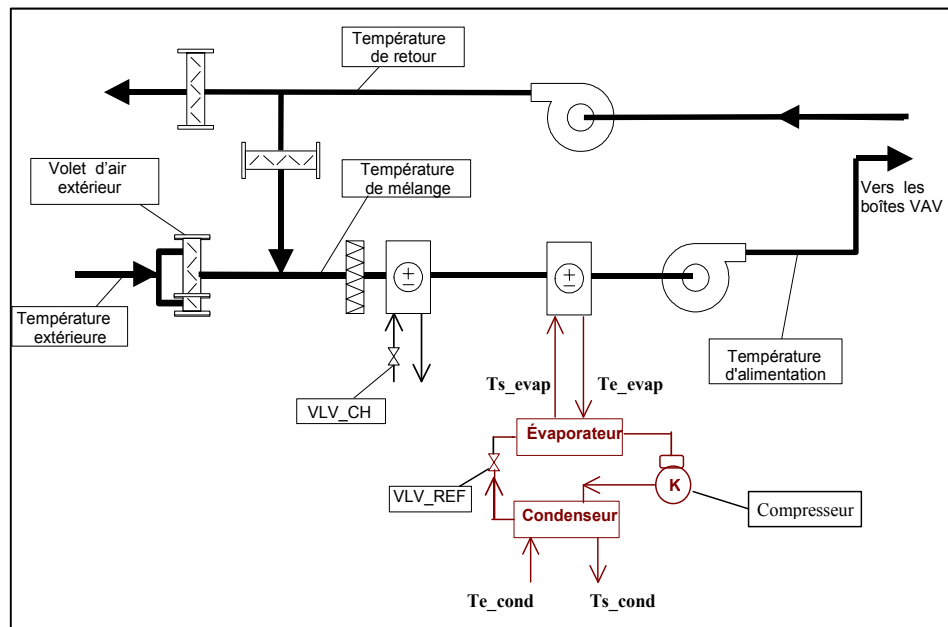 Température
de retour
Volet d'air
extérieur
Température
de mélange
Vers les
boîtes VAV
Température
extérieure
Température
d'alimentation
Ts_evap
Te_evap
VLV_CH
Évaporateur
VLV_REF
K
Compresseur
Condenseur
Te_cond
Ts_cond